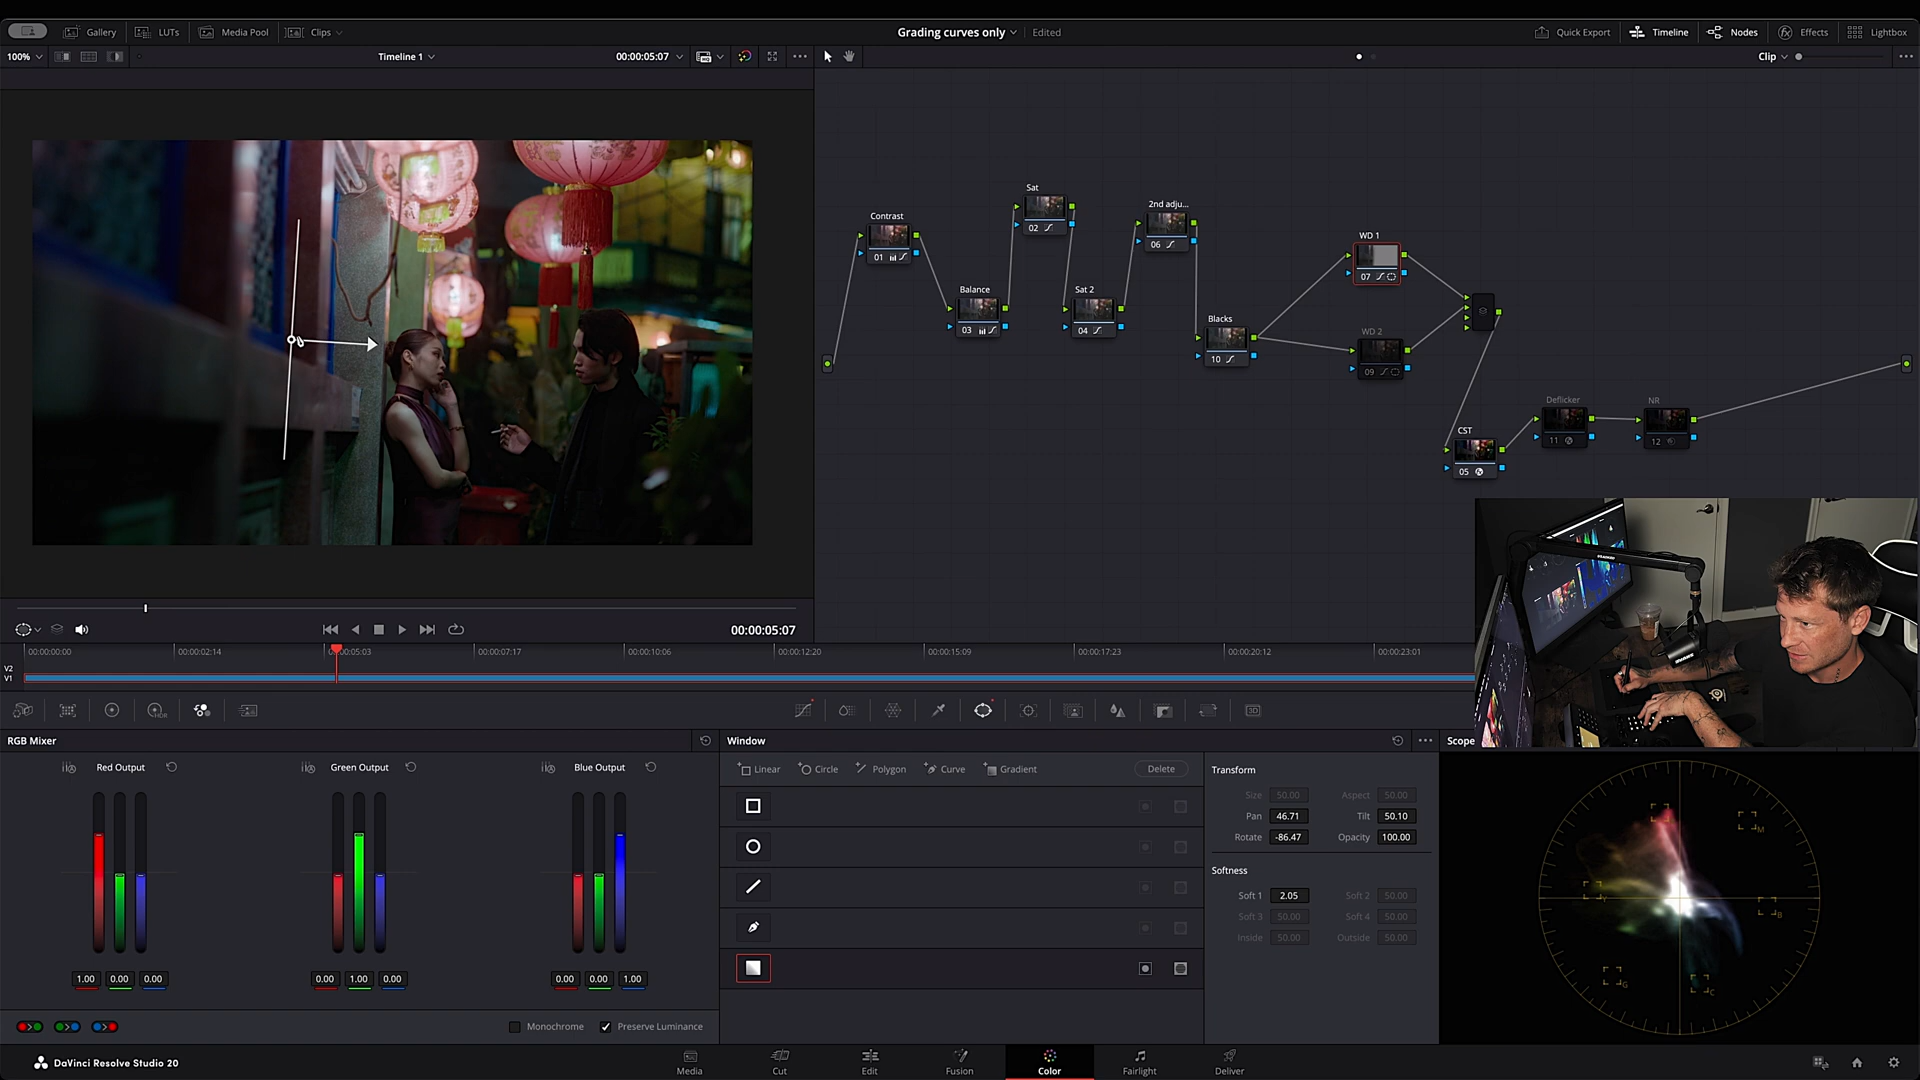 Gallery
LUTs
Media Pool
Clips
Grading curves only
Edited
Quick Export
Timeline
Nodes
Effects
Lightbox
100%
Timeline 1
00:00:05:07
Clip
Contrast
01
Balance
03
Sat
02
Sat 2
04
2nd adju...
06
Blacks
10
WD 1
07
WD 2
09
CST
05
Deflicker
11
NR
12
00:00:05:07
00:00:00:00
00:00:02:14
00:00:05:03
00:00:07:17
00:00:10:06
00:00:12:20
00:00:15:09
00:00:17:23
00:00:20:12
00:00:23:01
V2
V1
HDR
3D
RGB Mixer
Red Output
Green Output
Blue Output
1.00 0.00 0.00
0.00 1.00 0.00
0.00 0.00 1.00
Monochrome
Preserve Luminance
Window
Linear
Circle
Polygon
Curve
Gradient
Delete
Transform
Size 50.00 Aspect 50.00
Pan 46.71 Tilt 50.10
Rotate -86.47 Opacity 100.00
Softness
Soft 1 2.05 Soft 2 50.00
Soft 3 50.00 Soft 4 50.00
Inside 50.00 Outside 50.00
Scope
M
B
C
G
Y
DaVinci Resolve Studio 20
Media
Cut
Edit
Fusion
Color
Fairlight
Deliver